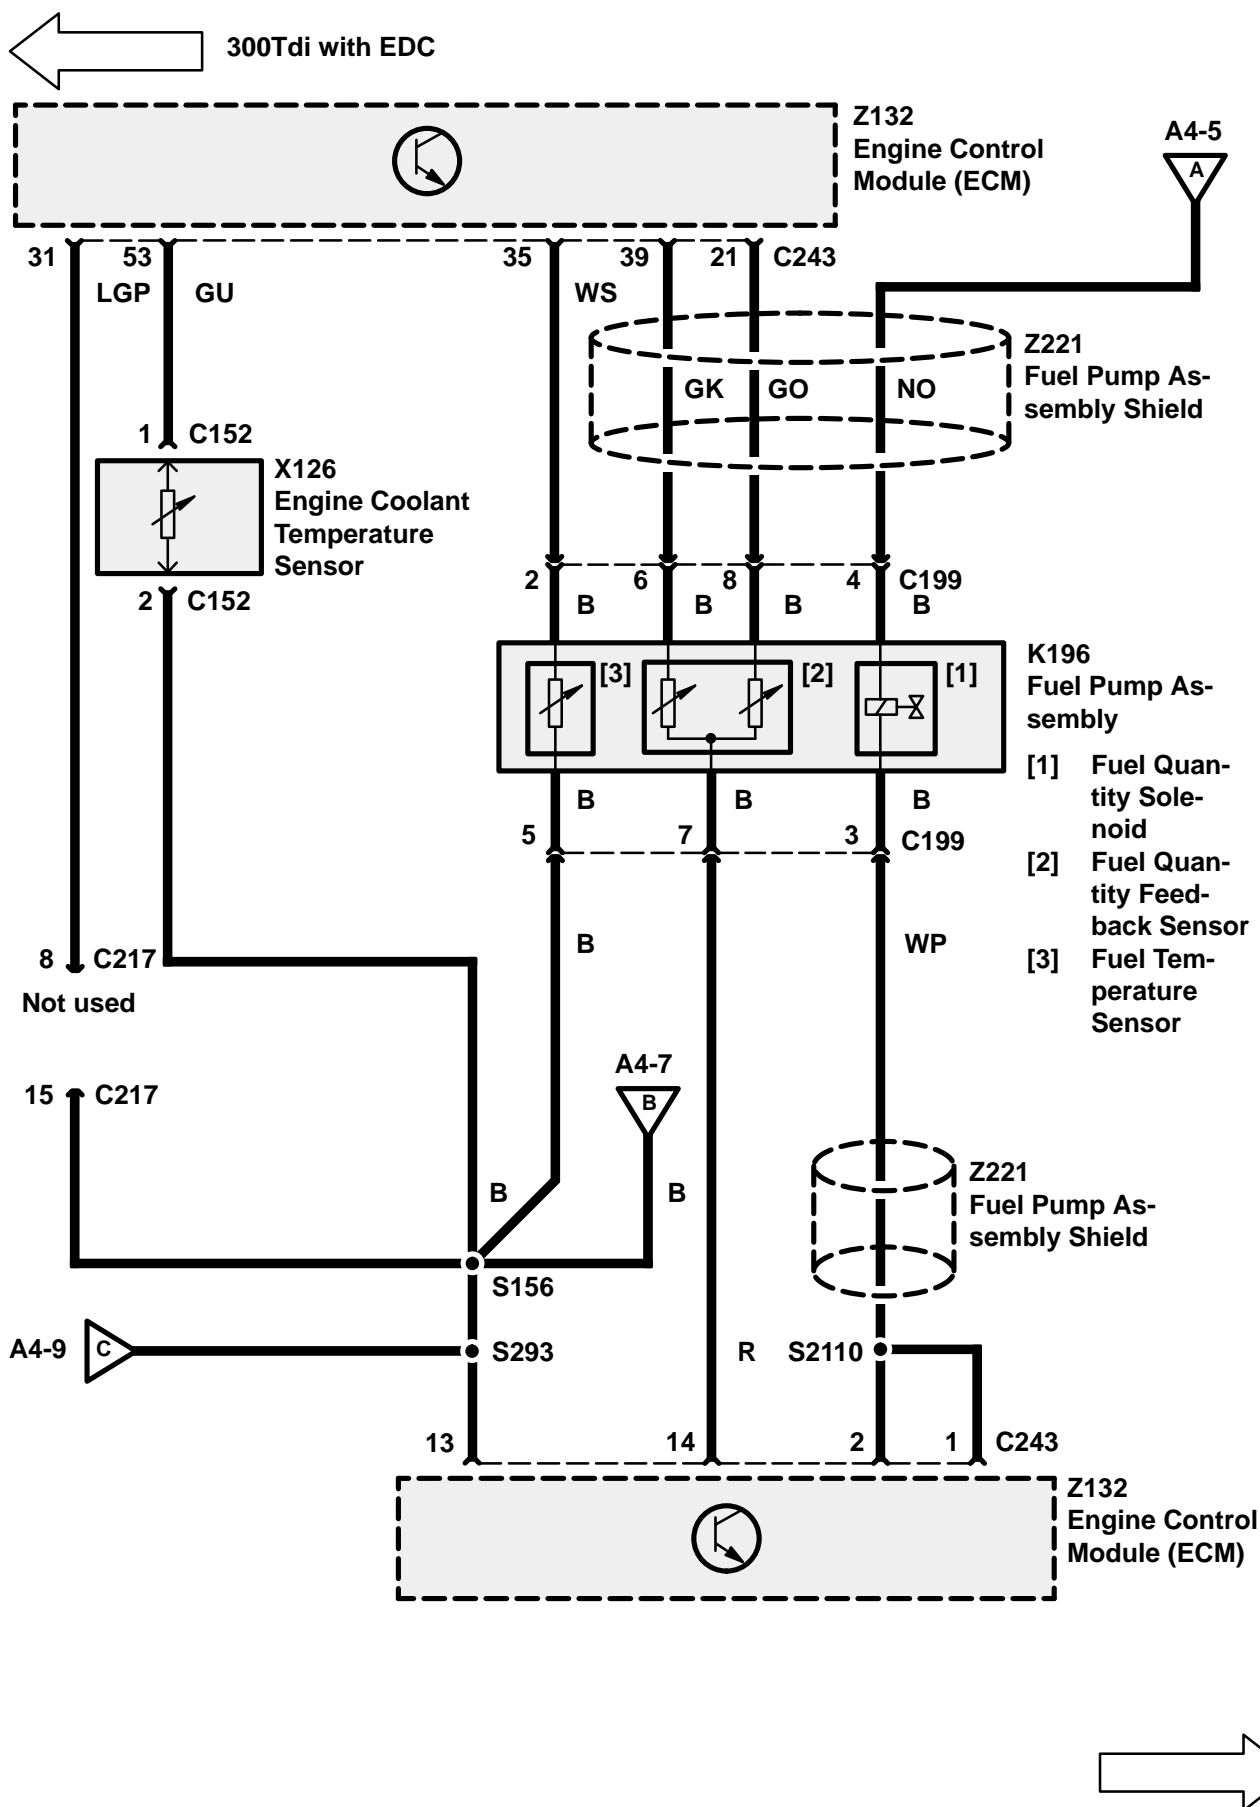 300Tdi with EDC
Z132
Engine Control
Module (ECM)
A4-5
A
31
53
35
39
21
C243
LGP
GU
WS
Z221
Fuel Pump As-
sembly Shield
GK
GO
NO
1
C152
X126
Engine Coolant
Temperature
Sensor
2
C152
2
6
8
4
C199
B
B
B
B
[3]
[2]
[1]
K196
Fuel Pump As-
sembly
[1] Fuel Quan-
tity Sole-
noid
[2] Fuel Quan-
tity Feed-
back Sensor
[3] Fuel Tem-
perature
Sensor
B
B
B
5
7
3
C199
B
WP
8
C217
Not used
A4-7
B
15
C217
Z221
Fuel Pump As-
sembly Shield
B
B
S156
A4-9
C
S293
R
S2110
13
14
2
1
C243
Z132
Engine Control
Module (ECM)